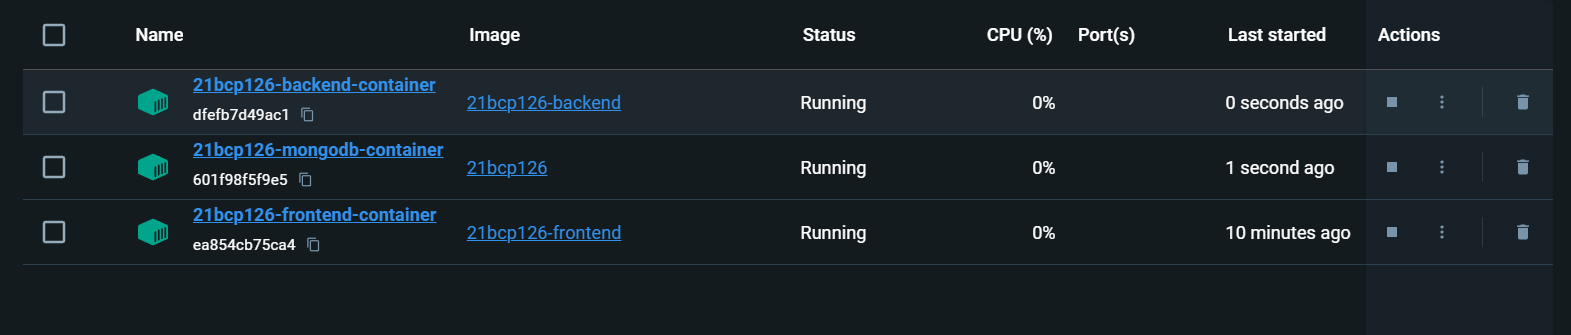 Name Image Status CPU (%) Port(s) Last started Actions
21bcp126-backend-container
dfefb7d49ac1
21bcp126-backend Running 0% 0 seconds ago
21bcp126-mongodb-container
601f98f5f9e5
21bcp126 Running 0% 1 second ago
21bcp126-frontend-container
ea854cb75ca4
21bcp126-frontend Running 0% 10 minutes ago